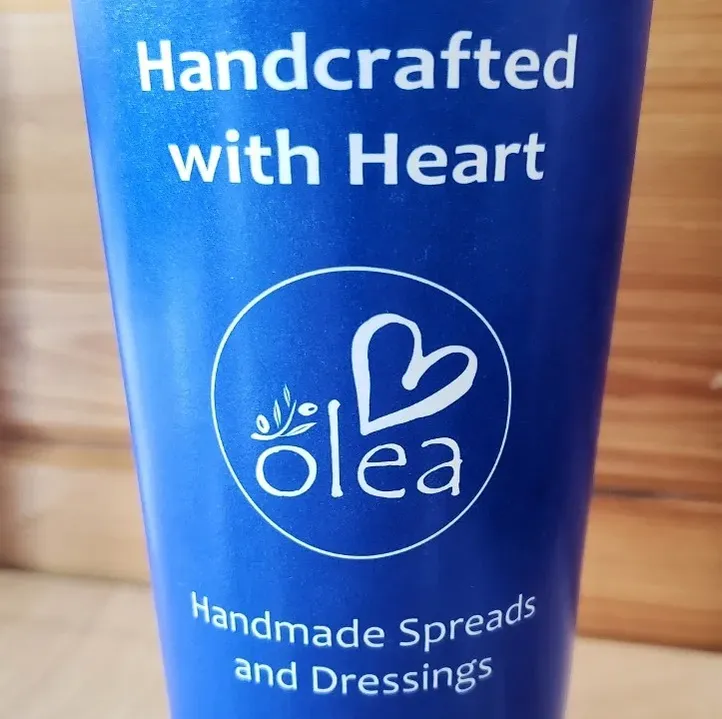 Handcrafted
with Heart
olea
Handmade Spreads
and Dressings